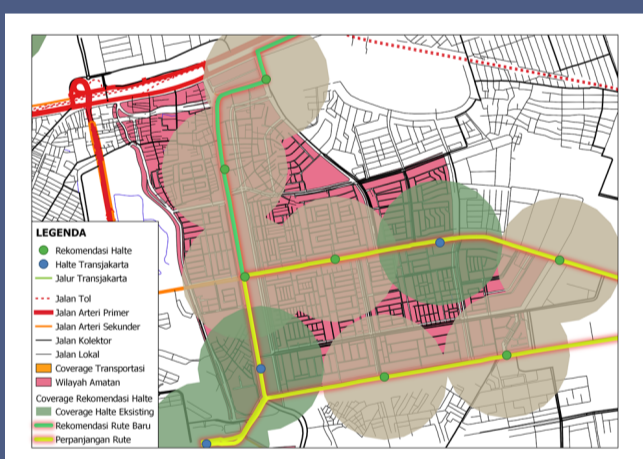 LEGENDA
Rekomendasi Halte
Halte Transjakarta
Jalur Transjakarta
Jalan Tol
Jalan Arteri Primer
Jalan Arteri Sekunder
Jalan Kolektor
Jalan Lokal
Coverage Transportasi
Wilayah Amatan
Coverage Rekomendasi Halte
Coverage Halte Eksisting
Rekomendasi Rute Baru
Perpanjangan Rute